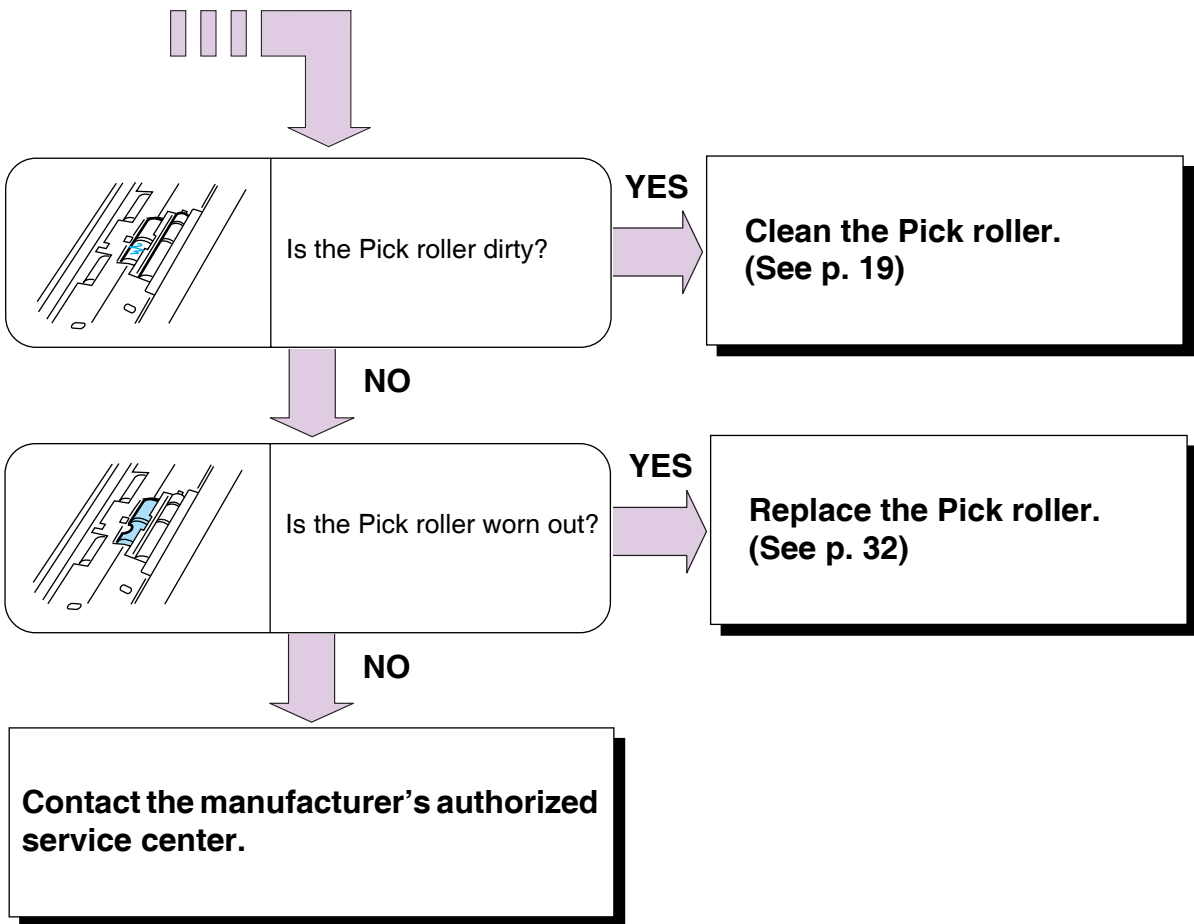 Is the Pick roller dirty?
YES
Clean the Pick roller.
(See p. 19)
NO
Is the Pick roller worn out?
YES
Replace the Pick roller.
(See p. 32)
NO
Contact the manufacturer’s authorized
service center.